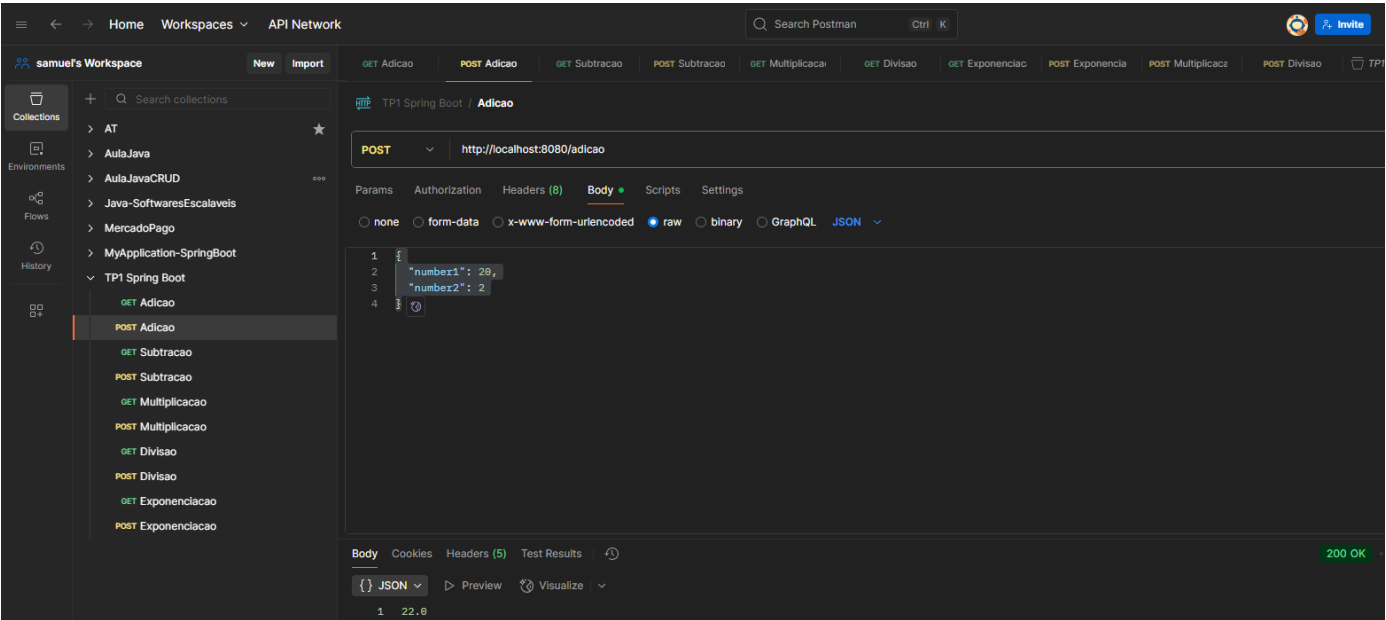 Home Workspaces API Network Search Postman Ctrl K Invite
samuel's Workspace New Import GET Adicao POST Adicao GET Subtracao POST Subtracao GET Multiplicaca GET Divisao GET Exponenciac POST Exponencia POST Multiplicaca POST Divisao TP1
Collections
Environments
Flows
History
Search collections
AT
AulaJava
AulaJavaCRUD
Java-SoftwaresEscalaveis
MercadoPago
MyApplication-SpringBoot
TP1 Spring Boot
GET Adicao
POST Adicao
GET Subtracao
POST Subtracao
GET Multiplicacao
POST Multiplicacao
GET Divisao
POST Divisao
GET Exponenciacao
POST Exponenciacao
HTTP TP1 Spring Boot / Adicao
POST http://localhost:8080/adicao
Params Authorization Headers (8) Body Scripts Settings
none form-data x-www-form-urlencoded raw binary GraphQL JSON
1 {
2 "number1": 20,
3 "number2": 2
4 }
Body Cookies Headers (5) Test Results 200 OK
{} JSON Preview Visualize
1 22.0